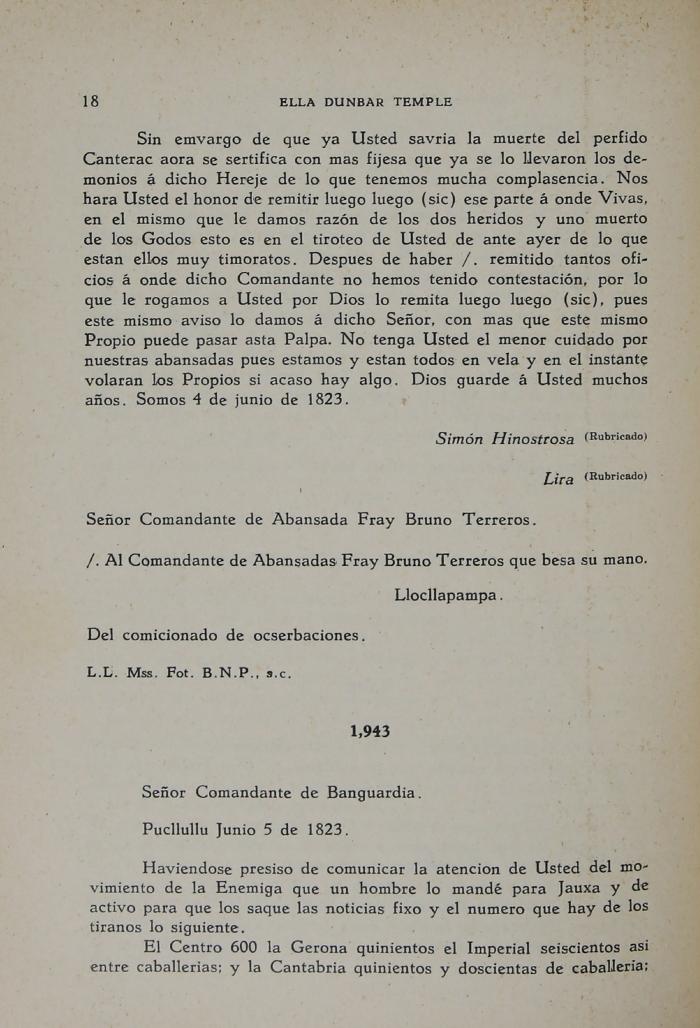 18
ELLA DUNBAR TEMPLE
Sin emvargo de que ya Usted savria la muerte del perfido
Canterac aora se sertifica con mas fijesa que ya se lo llevaron los de-
monios á dicho Hereje de lo que tenemos mucha complasencia. Nos
hara Usted el honor de remitir luego luego (sic) ese parte á onde Vivas,
en el mismo que le damos razón de los dos heridos y uno muerto
de los Godos esto es en el tiroteo de Usted de ante ayer de lo que
estan ellos muy timoratos. Despues de haber /. remitido tantos ofi-
cios á onde dicho Comandante no hemos tenido contestación, por lo
que le rogamos a Usted por Dios lo remita luego luego (sic), pues
este mismo aviso lo damos á dicho Señor, con mas que este mismo
Propio puede pasar asta Palpa. No tenga Usted el menor cuidado por
nuestras abansadas pues estamos y estan todos en vela y en el instante
volaran los Propios si acaso hay algo. Dios guarde á Usted muchos
años. Somos 4 de junio de 1823.
Simón Hinostrosa (Rubricado)
Lira (Rubricado)
Señor Comandante de Abansada Fray Bruno Terreros.
/. Al Comandante de Abansadas Fray Bruno Terreros que besa su mano.
Llocllapampa.
Del comicionado de ocserbaciones.
L.L. Mss. Fot. B.N.P., s.c.
1,943
Señor Comandante de Banguardia.
Pucllullu Junio 5 de 1823.
Haviendose presiso de comunicar la atencion de Usted del mo-
vimiento de la Enemiga que un hombre lo mandé para Jauxa y de
activo para que los saque las noticias fixo y el numero que hay de los
tiranos lo siguiente.
El Centro 600 la Gerona quinientos el Imperial seiscientos asi
entre caballerias; y la Cantabria quinientos y doscientas de caballeria;